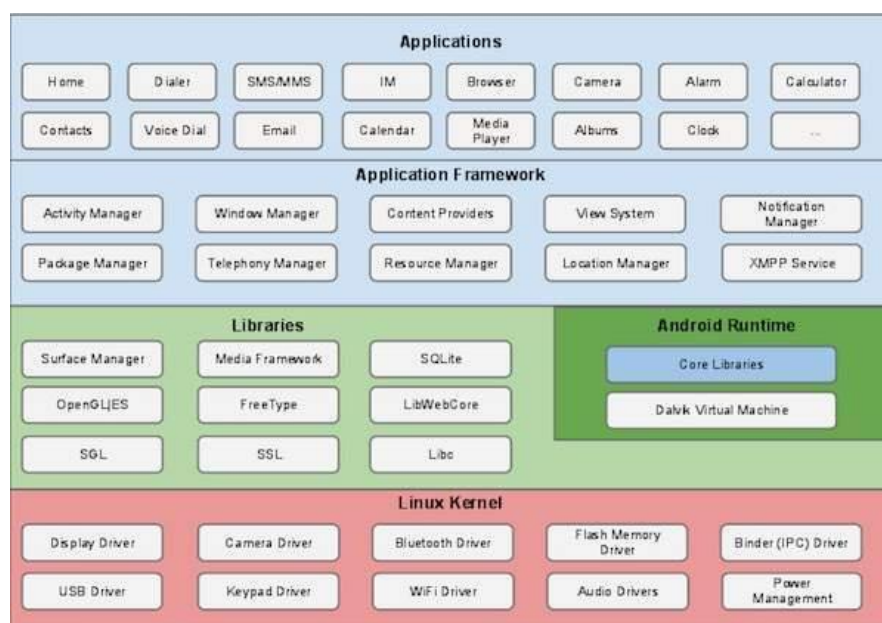 Applications
Home
Dialer
SMS/MMS
IM
Browser
Camera
Alarm
Calculator
Contacts
Voice Dial
Email
Calendar
Media
Player
Albums
Clock
...
Application Framework
Activity Manager
Window Manager
Content Providers
View System
Notification
Manager
Package Manager
Telephony Manager
Resource Manager
Location Manager
XMPP Service
Libraries
Surface Manager
Media Framework
SQLite
OpenGL|ES
FreeType
LibWebCore
SGL
SSL
Libc
Android Runtime
Core Libraries
Dalvik Virtual Machine
Linux Kernel
Display Driver
Camera Driver
Bluetooth Driver
Flash Memory
Driver
Binder (IPC) Driver
USB Driver
Keypad Driver
WiFi Driver
Audio Drivers
Power
Management